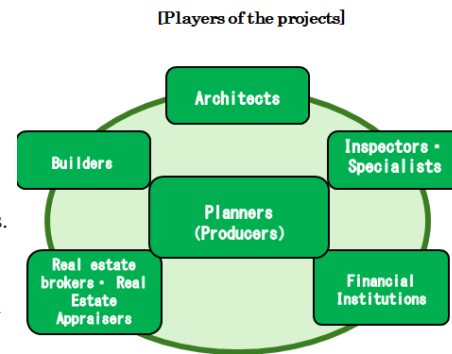 [Players of the projects]
Architects
Builders
Inspectors・
Specialists
Planners
(Producers)
s.
Real estate
brokers・ Real
Estate
Appraisers
Financial
Institutions